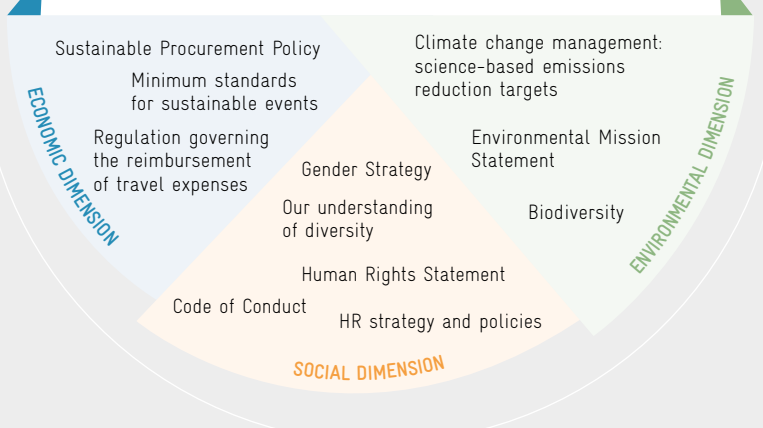 Sustainable Procurement Policy
Minimum standards
for sustainable events
Regulation governing
the reimbursement
of travel expenses
ECONOMIC DIMENSION
Climate change management:
science-based emissions
reduction targets
Environmental Mission
Statement
Biodiversity
ENVIRONMENTAL DIMENSION
Gender Strategy
Our understanding
of diversity
Human Rights Statement
Code of Conduct
HR strategy and policies
SOCIAL DIMENSION